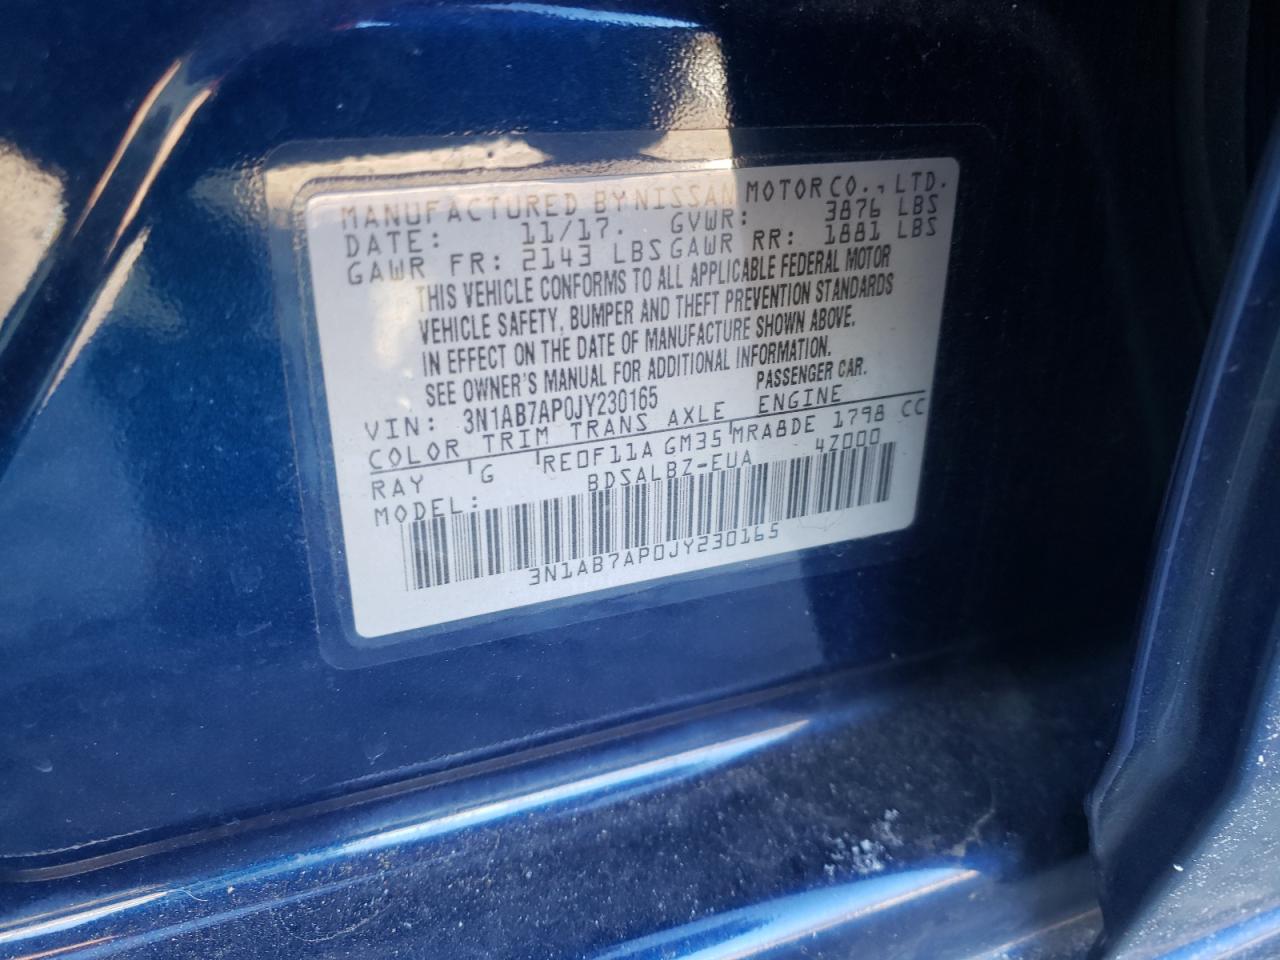 MANUFACTURED BY NISSAN MOTOR CO., LTD.
DATE: 11/17. GVWR: 3876 LBS
GAWR FR: 2143 LBS GAWR RR: 1881 LBS
THIS VEHICLE CONFORMS TO ALL APPLICABLE FEDERAL MOTOR
VEHICLE SAFETY, BUMPER AND THEFT PREVENTION STANDARDS
IN EFFECT ON THE DATE OF MANUFACTURE SHOWN ABOVE.
SEE OWNER'S MANUAL FOR ADDITIONAL INFORMATION.
VIN: 3N1AB7AP0JY230165 PASSENGER CAR.
COLOR TRIM TRANS AXLE ENGINE
RAY G RE0F11A GM35 MRA8DE 1798 CC
MODEL: BDSALBZ-EUA 4Z000
3N1AB7AP0JY230165